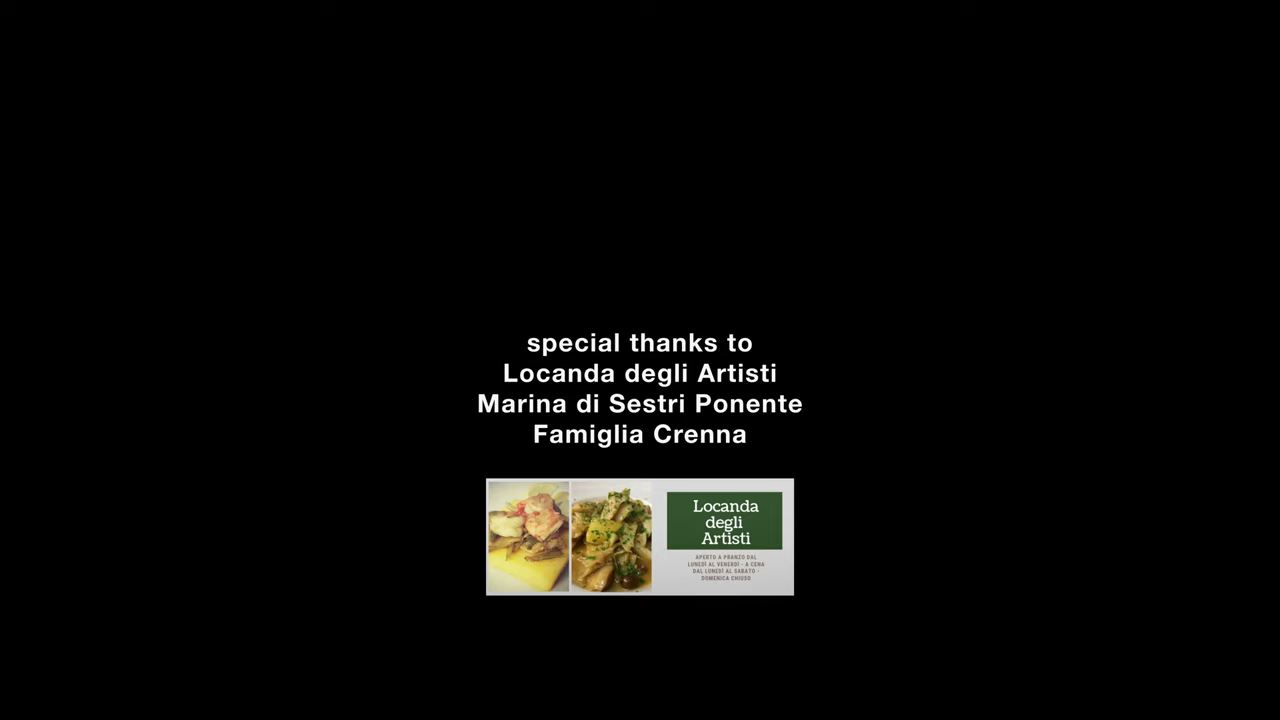 special thanks to
Locanda degli Artisti
Marina di Sestri Ponente
Famiglia Crenna
Locanda
degli
Artisti
APERTO A PRANZO DAL
LUNEDÌ AL VENERDÌ - A CENA
DAL LUNEDÌ AL SABATO -
DOMENICA CHIUSO